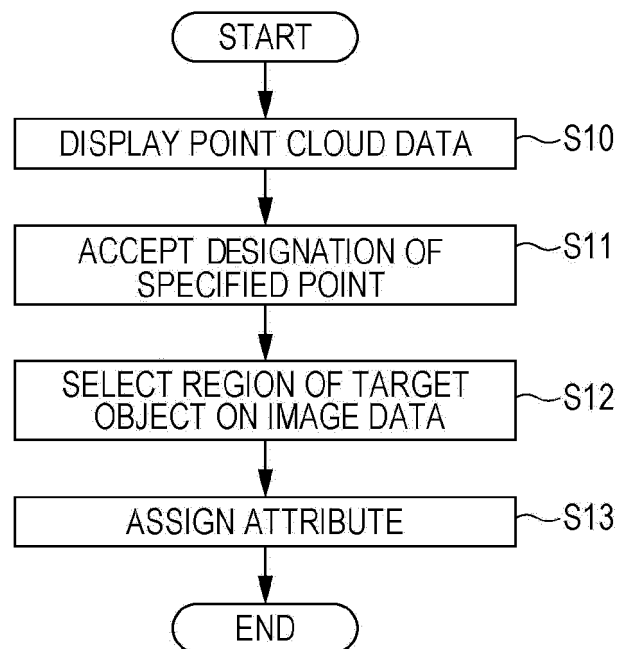 START
DISPLAY POINT CLOUD DATA
S10
ACCEPT DESIGNATION OF
SPECIFIED POINT
S11
SELECT REGION OF TARGET
OBJECT ON IMAGE DATA
S12
ASSIGN ATTRIBUTE
S13
END